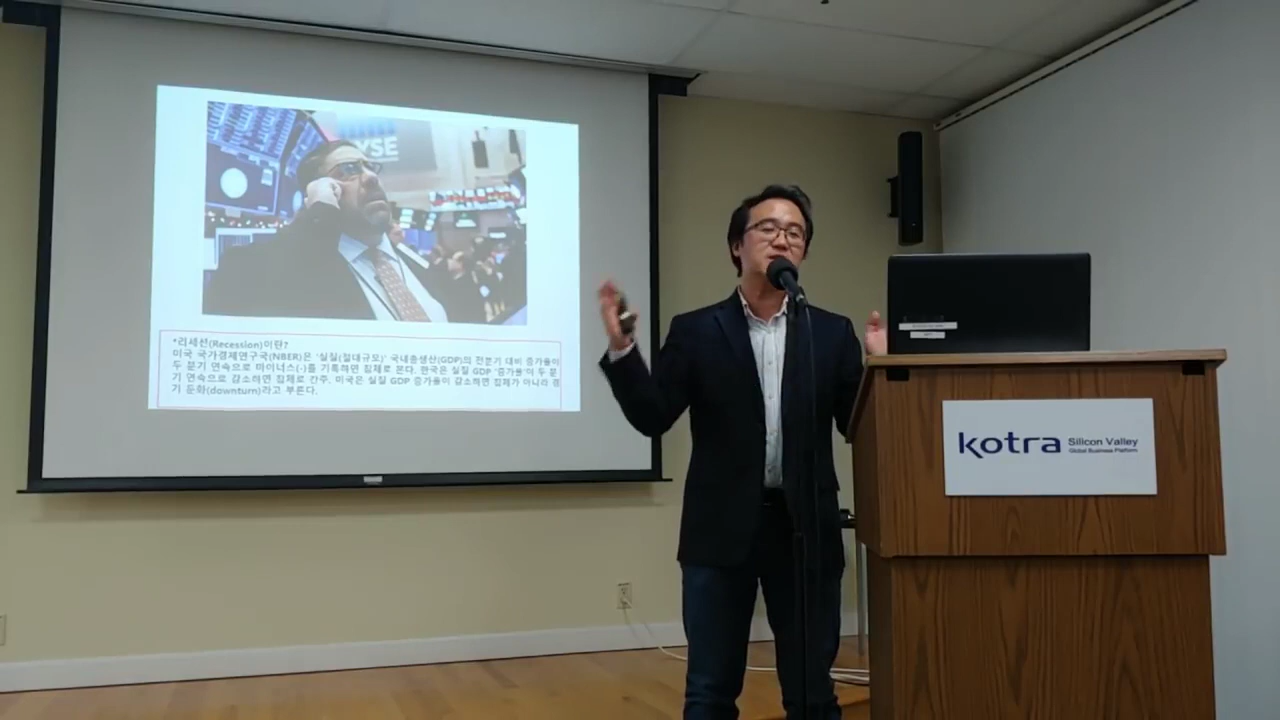 YSE
*리세션(Recession)이란?
미국 국가경제연구국(NBER)은 '실질(절대규모)' 국내총생산(GDP)의 전분기 대비 증가율이
두 분기 연속으로 마이너스(-)를 기록하면 침체로 본다. 한국은 실질 GDP '증가율'이 두 분
기 연속으로 감소하면 침체로 간주. 미국은 실질 GDP 증가율이 감소하면 침체가 아니라 경
기 둔화(downturn)라고 부른다.
kotra Silicon Valley
Global Business Platform